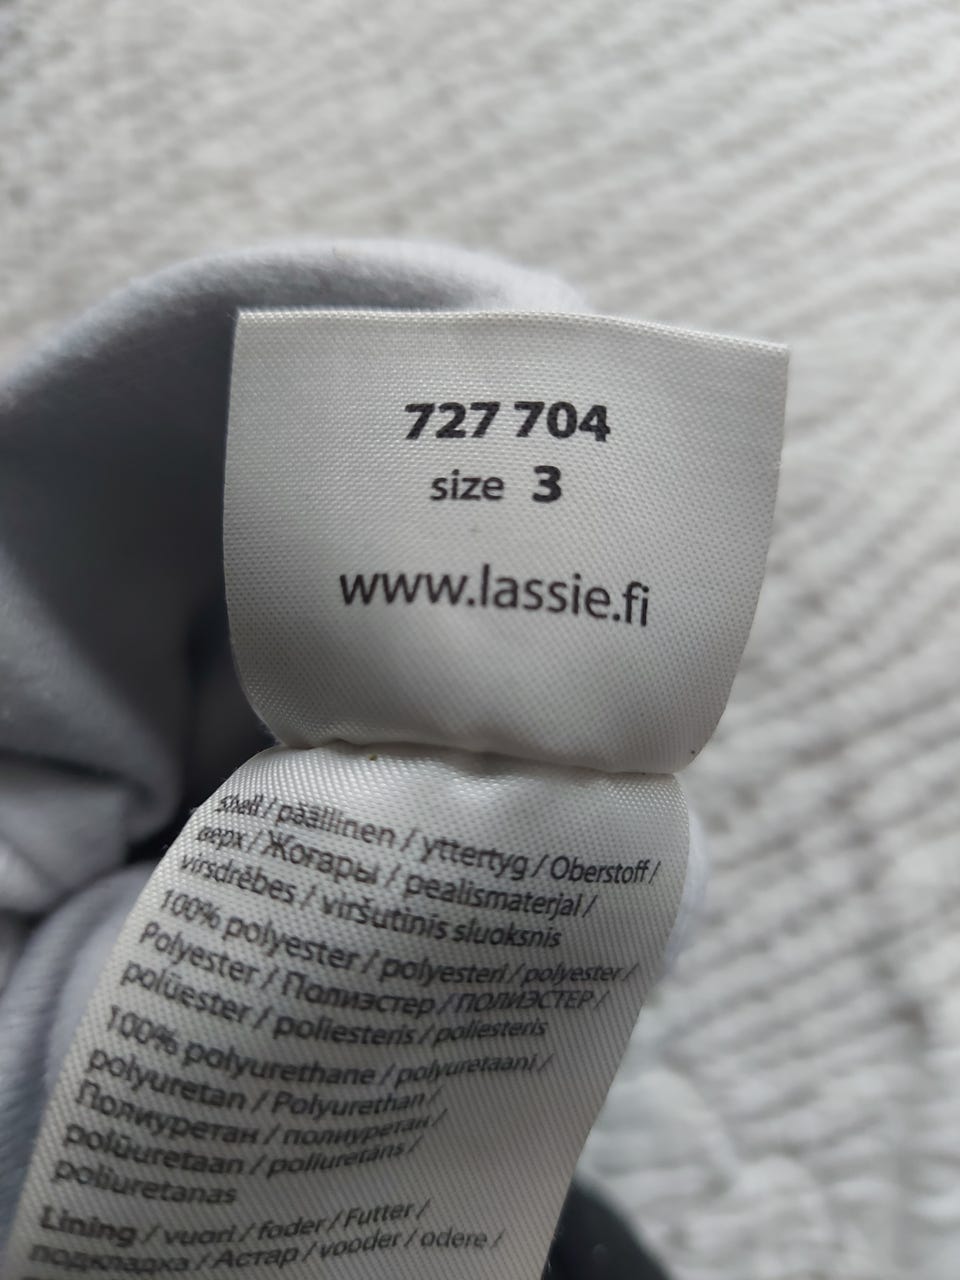 727 704
size 3
www.lassie.fi
Shell / päällinen / yttertyg / Oberstoff /
верх / Жоғары / pealismaterjal /
virsdrēbes / viršutinis sluoksnis
100% polyester / polyesteri / polyester /
Polyester / Полиэстер / ПОЛИЭСТЕР /
polüester / poliesteris / poliesteris
100% polyurethane / polyuretaani /
polyuretan / Polyurethan /
Полиуретан / полиуретан /
polüuretaan / poliuretāns /
poliuretanas
Lining / vuori / foder / Futter /
подкладка / Астар / vooder / odere /